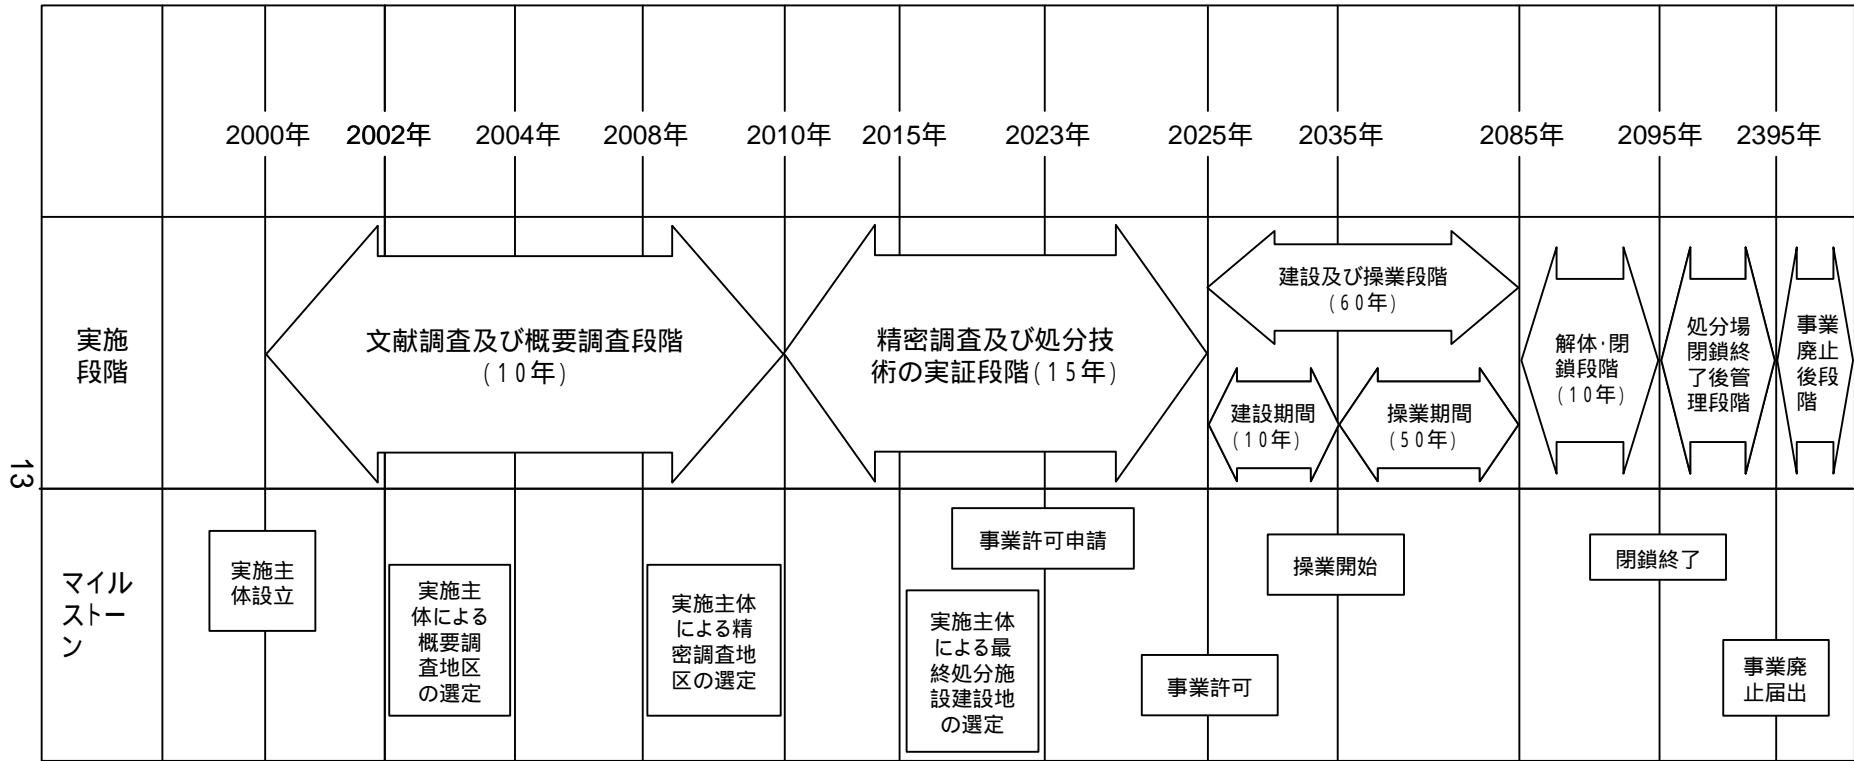 2000年 2002年 2004年 2008年 2010年 2015年 2023年 2025年 2035年 2085年 2095年 2395年
実施
段階
文献調査及び概要調査段階
(10年)
精密調査及び処分技
術の実証段階(15年)
建設及び操業段階
(60年)
建設期間
(10年)
操業期間
(50年)
解体・閉
鎖段階
(10年)
処分場
閉鎖終
了後管
理段階
事業
廃止
後段
階
マイル
ストー
ン
実施主
体設立
実施主
体による
概要調
査地区
の選定
実施主体
による精
密調査地
区の選定
事業許可申請
実施主体
による最
終処分施
設建設地
の選定
事業許可
操業開始
閉鎖終了
事業廃
止届出
13